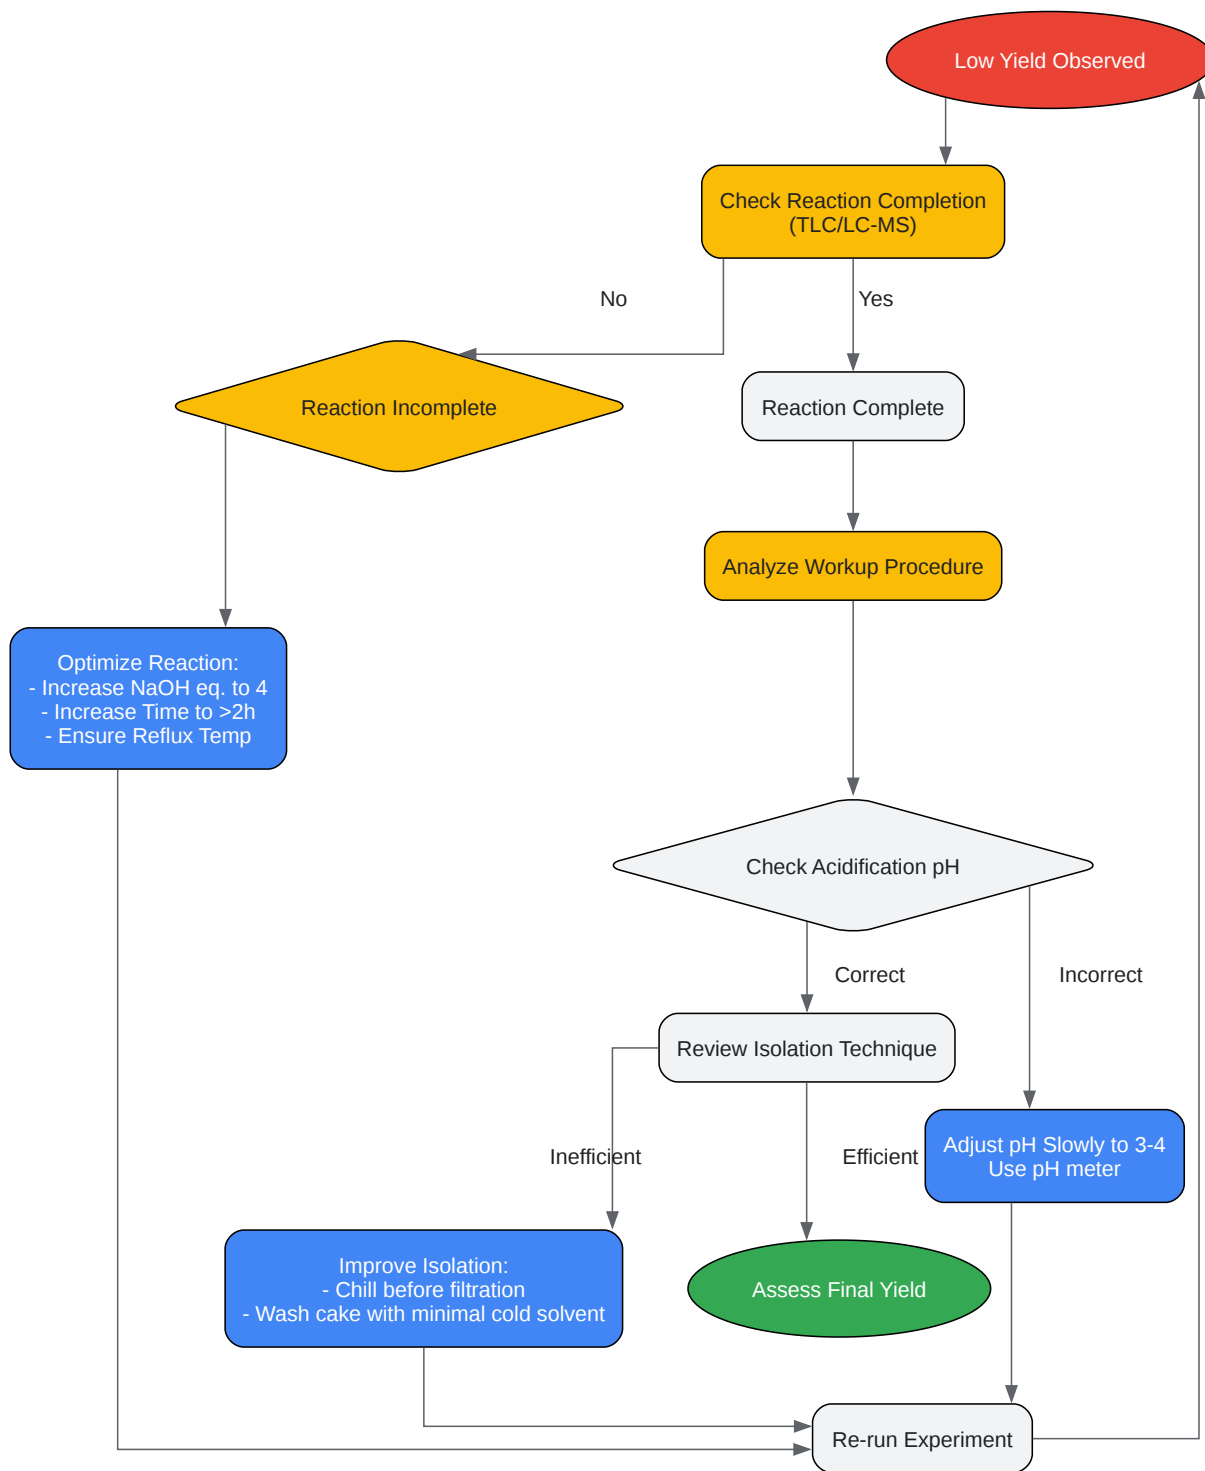 Low Yield Observed
Check Reaction Completion
(TLC/LC-MS)
No
Yes
Reaction Incomplete
Reaction Complete
Analyze Workup Procedure
Optimize Reaction:
- Increase NaOH eq. to 4
- Increase Time to >2h
- Ensure Reflux Temp
Check Acidification pH
Correct
Incorrect
Review Isolation Technique
Inefficient
Efficient
Adjust pH Slowly to 3-4
Use pH meter
Improve Isolation:
- Chill before filtration
- Wash cake with minimal cold solvent
Assess Final Yield
Re-run Experiment